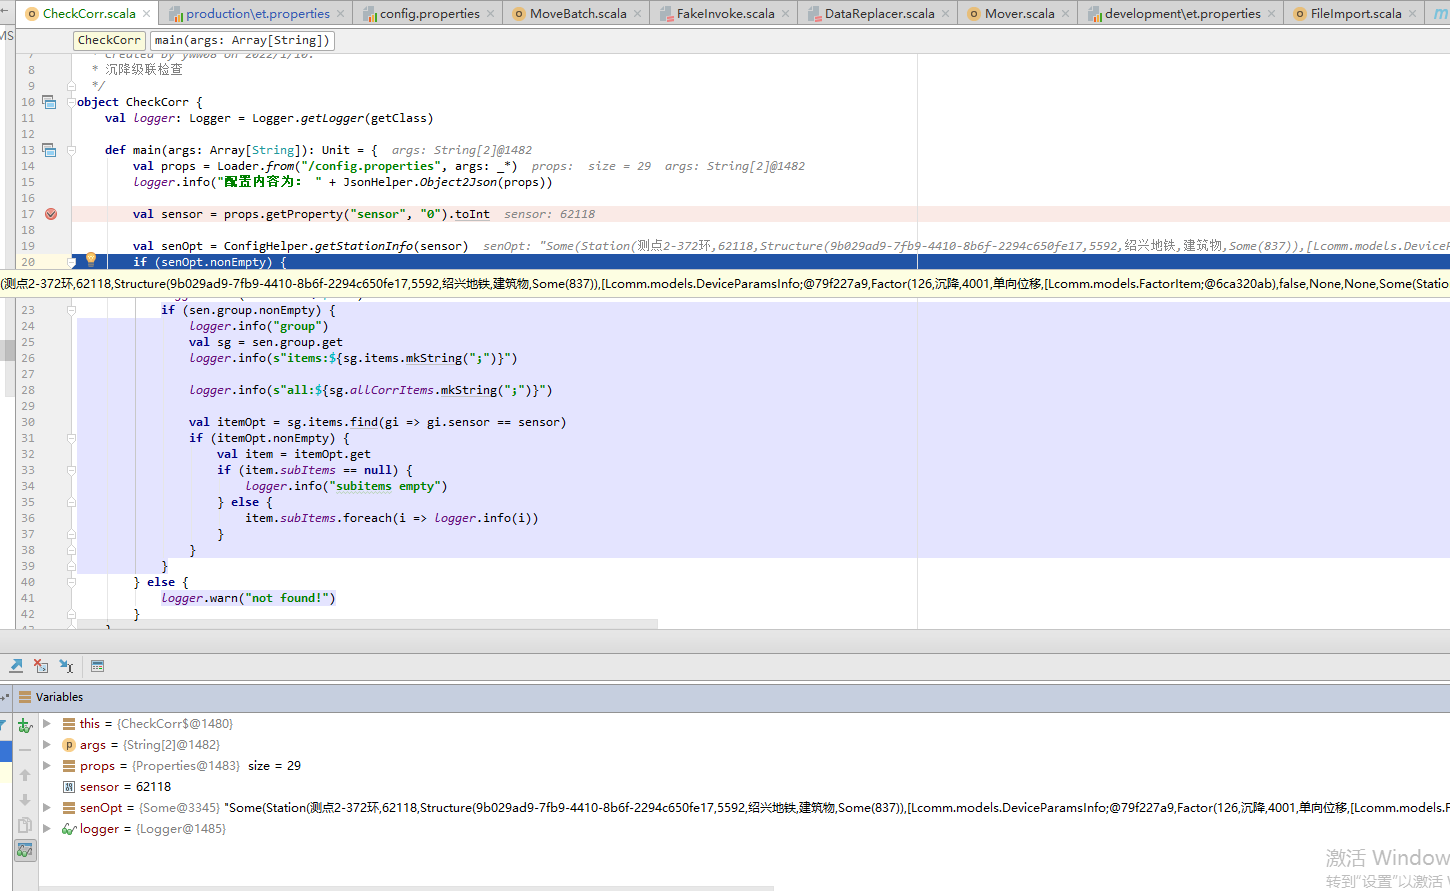 CheckCorr.scala
production\et.properties
config.properties
MoveBatch.scala
FakeInvoke.scala
DataReplacer.scala
Mover.scala
development\et.properties
FileImport.scala
MS
CheckCorr
main(args: Array[String])
8 * 沉降级联检查
9 */
10 object CheckCorr {
11 val logger: Logger = Logger.getLogger(getClass)
12
13 def main(args: Array[String]): Unit = { args: String[2]@1482
14 val props = Loader.from("/config.properties", args: _*) props: size = 29 args: String[2]@1482
15 logger.info("配置内容为: " + JsonHelper.Object2Json(props))
16
17 val sensor = props.getProperty("sensor", "0").toInt sensor: 62118
18
19 val senOpt = ConfigHelper.getStationInfo(sensor) senOpt: "Some(Station(测点2-372环,62118,Structure(9b029ad9-7fb9-4410-8b6f-2294c650fe17,5592,绍兴地铁,建筑物,Some(837)),[Lcomm.models.DeviceP
20 if (senOpt.nonEmpty) {
(测点2-372环,62118,Structure(9b029ad9-7fb9-4410-8b6f-2294c650fe17,5592,绍兴地铁,建筑物,Some(837)),[Lcomm.models.DeviceParamsInfo;@79f227a9,Factor(126,沉降,4001,单向位移,[Lcomm.models.FactorItem;@6ca320ab),false,None,None,Some(Statio
23 if (sen.group.nonEmpty) {
24 logger.info("group")
25 val sg = sen.group.get
26 logger.info(s"items:${sg.items.mkString(";")}")
27
28 logger.info(s"all:${sg.allCorrItems.mkString(";")}")
29
30 val itemOpt = sg.items.find(gi => gi.sensor == sensor)
31 if (itemOpt.nonEmpty) {
32 val item = itemOpt.get
33 if (item.subItems == null) {
34 logger.info("subitems empty")
35 } else {
36 item.subItems.foreach(i => logger.info(i))
37 }
38 }
39 }
40 } else {
41 logger.warn("not found!")
42 }
Variables
this = {CheckCorr$@1480}
args = {String[2]@1482}
props = {Properties@1483} size = 29
sensor = 62118
senOpt = {Some@3345} "Some(Station(测点2-372环,62118,Structure(9b029ad9-7fb9-4410-8b6f-2294c650fe17,5592,绍兴地铁,建筑物,Some(837)),[Lcomm.models.DeviceParamsInfo;@79f227a9,Factor(126,沉降,4001,单向位移,[Lcomm.models.F
logger = {Logger@1485}
激活 Window
转到"设置"以激活